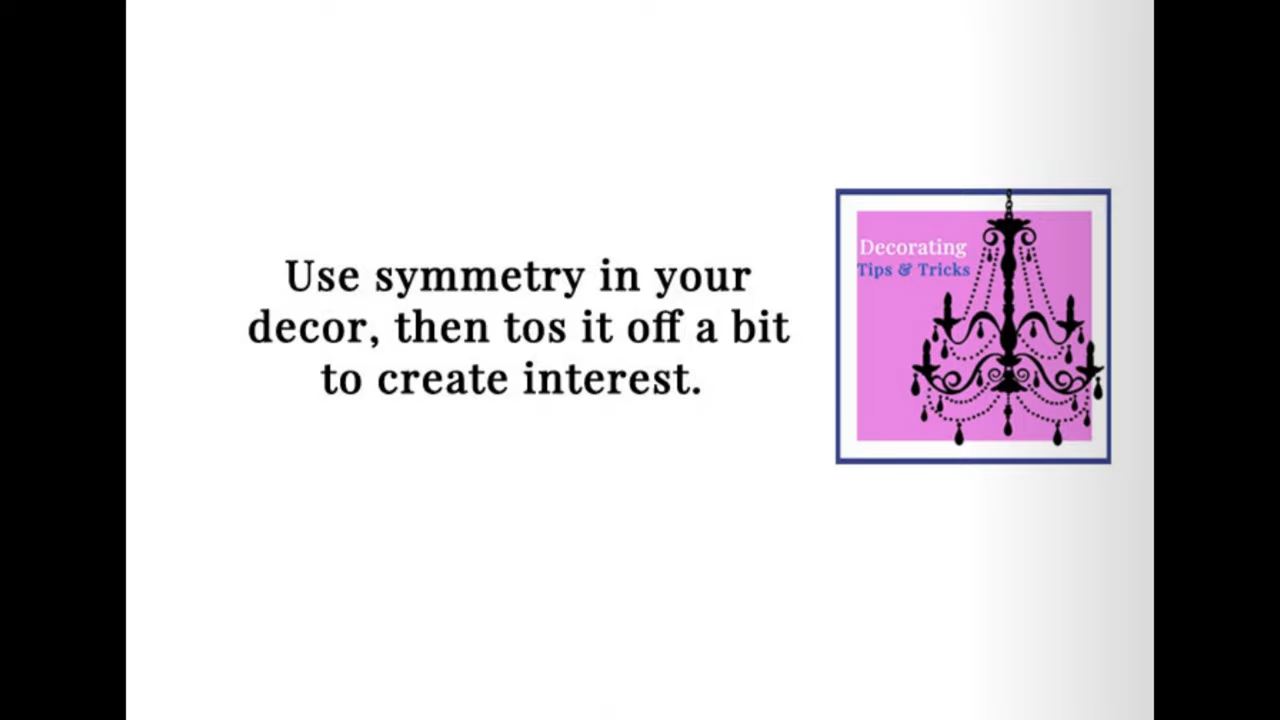 Use symmetry in your
decor, then tos it off a bit
to create interest.
Decorating
Tips & Tricks